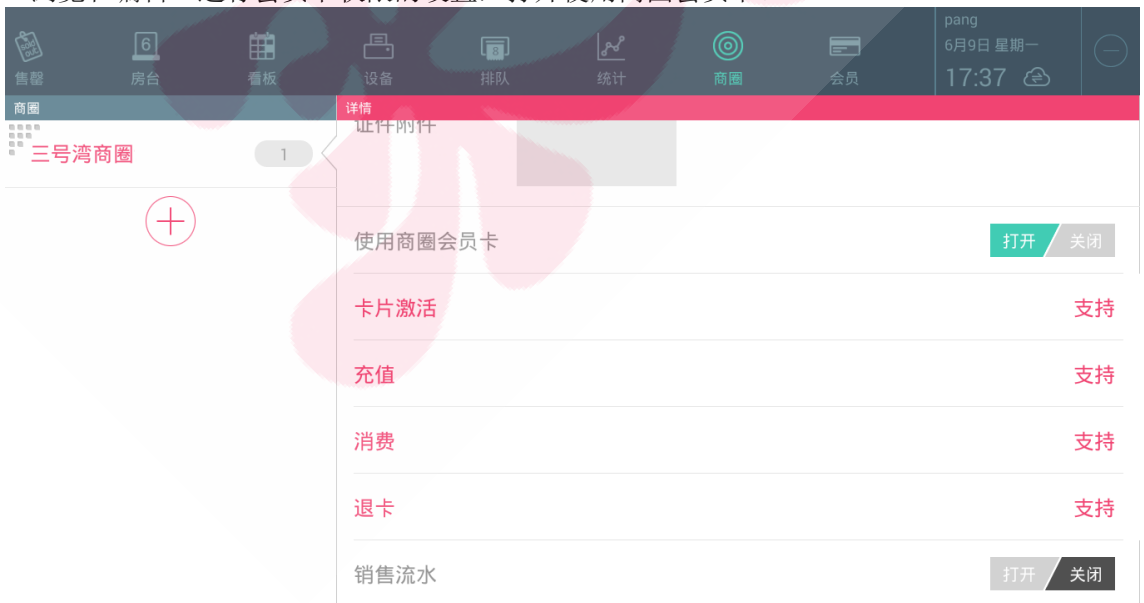 pang
6月9日 星期一
17:37
sold out
售罄
6
房台
看板
设备
8
排队
统计
商圈
会员
商圈
详情
证件附件
三号湾商圈
1
使用商圈会员卡
打开
关闭
卡片激活
支持
充值
支持
消费
支持
退卡
支持
销售流水
打开
关闭